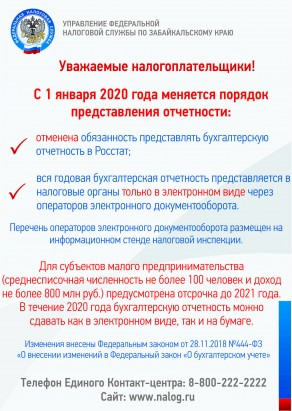 УПРАВЛЕНИЕ ФЕДЕРАЛЬНОЙ
НАЛОГОВОЙ СЛУЖБЫ ПО ЗАБАЙКАЛЬСКОМУ КРАЮ
Уважаемые налогоплательщики!
С 1 января 2020 года меняется порядок
представления отчетности:
отменена обязанность представлять бухгалтерскую
отчетность в Росстат;
вся годовая бухгалтерская отчетность представляется в
налоговые органы только в электронном виде через
операторов электронного документооборота.
Перечень операторов электронного документооборота размещен на
информационном стенде налоговой инспекции.
Для субъектов малого предпринимательства
(среднесписочная численность не более 100 человек и доход
не более 800 млн руб.) предусмотрена отсрочка до 2021 года.
В течение 2020 года бухгалтерскую отчетность можно
сдавать как в электронном виде, так и на бумаге.
Изменения внесены Федеральным законом от 28.11.2018 №444-ФЗ
«О внесении изменений в Федеральный закон «О бухгалтерском учете»
Телефон Единого Контакт-центра: 8-800-222-2222
Сайт: www.nalog.ru